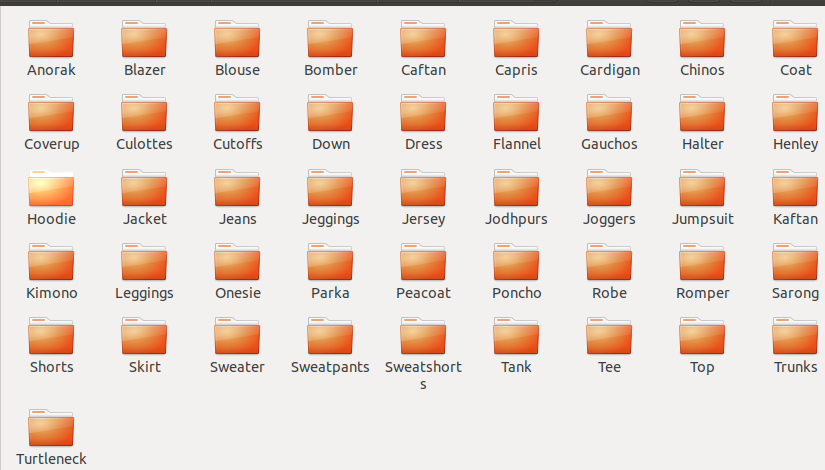 Anorak Blazer Blouse Bomber Caftan Capris Cardigan Chinos Coat
Coverup Culottes Cutoffs Down Dress Flannel Gauchos Halter Henley
Hoodie Jacket Jeans Jeggings Jersey Jodhpurs Joggers Jumpsuit Kaftan
Kimono Leggings Onesie Parka Peacoat Poncho Robe Romper Sarong
Shorts Skirt Sweater Sweatpants Sweatshort Tank Tee Top Trunks
s
Turtleneck